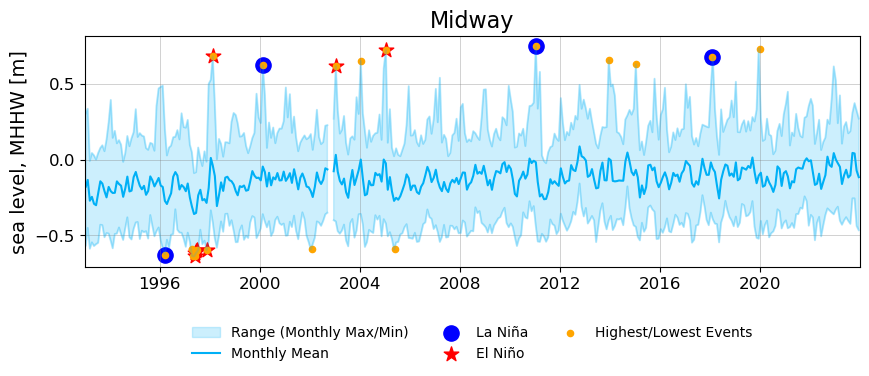 Midway
sea level, MHHW [m]
0.5
0.0
−0.5
1996 2000 2004 2008 2012 2016 2020
Range (Monthly Max/Min) La Niña Highest/Lowest Events
Monthly Mean El Niño